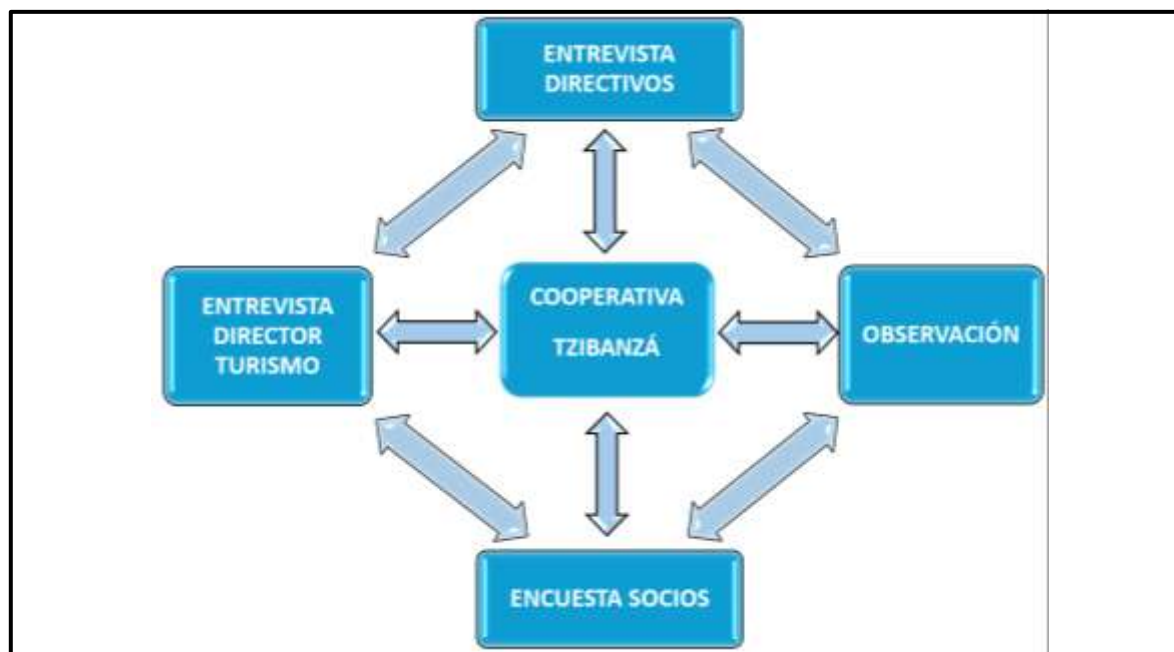 ENTREVISTA
DIRECTIVOS
ENTREVISTA
DIRECTOR
TURISMO
COOPERATIVA
TZIBANZÁ
OBSERVACIÓN
ENCUESTA SOCIOS